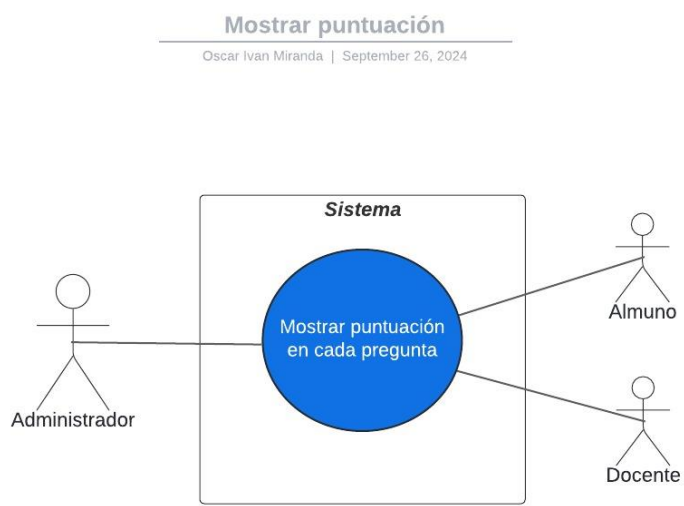 Mostrar puntuación
Oscar Ivan Miranda | September 26, 2024
Sistema
Mostrar puntuación
en cada pregunta
Administrador
Almuno
Docente